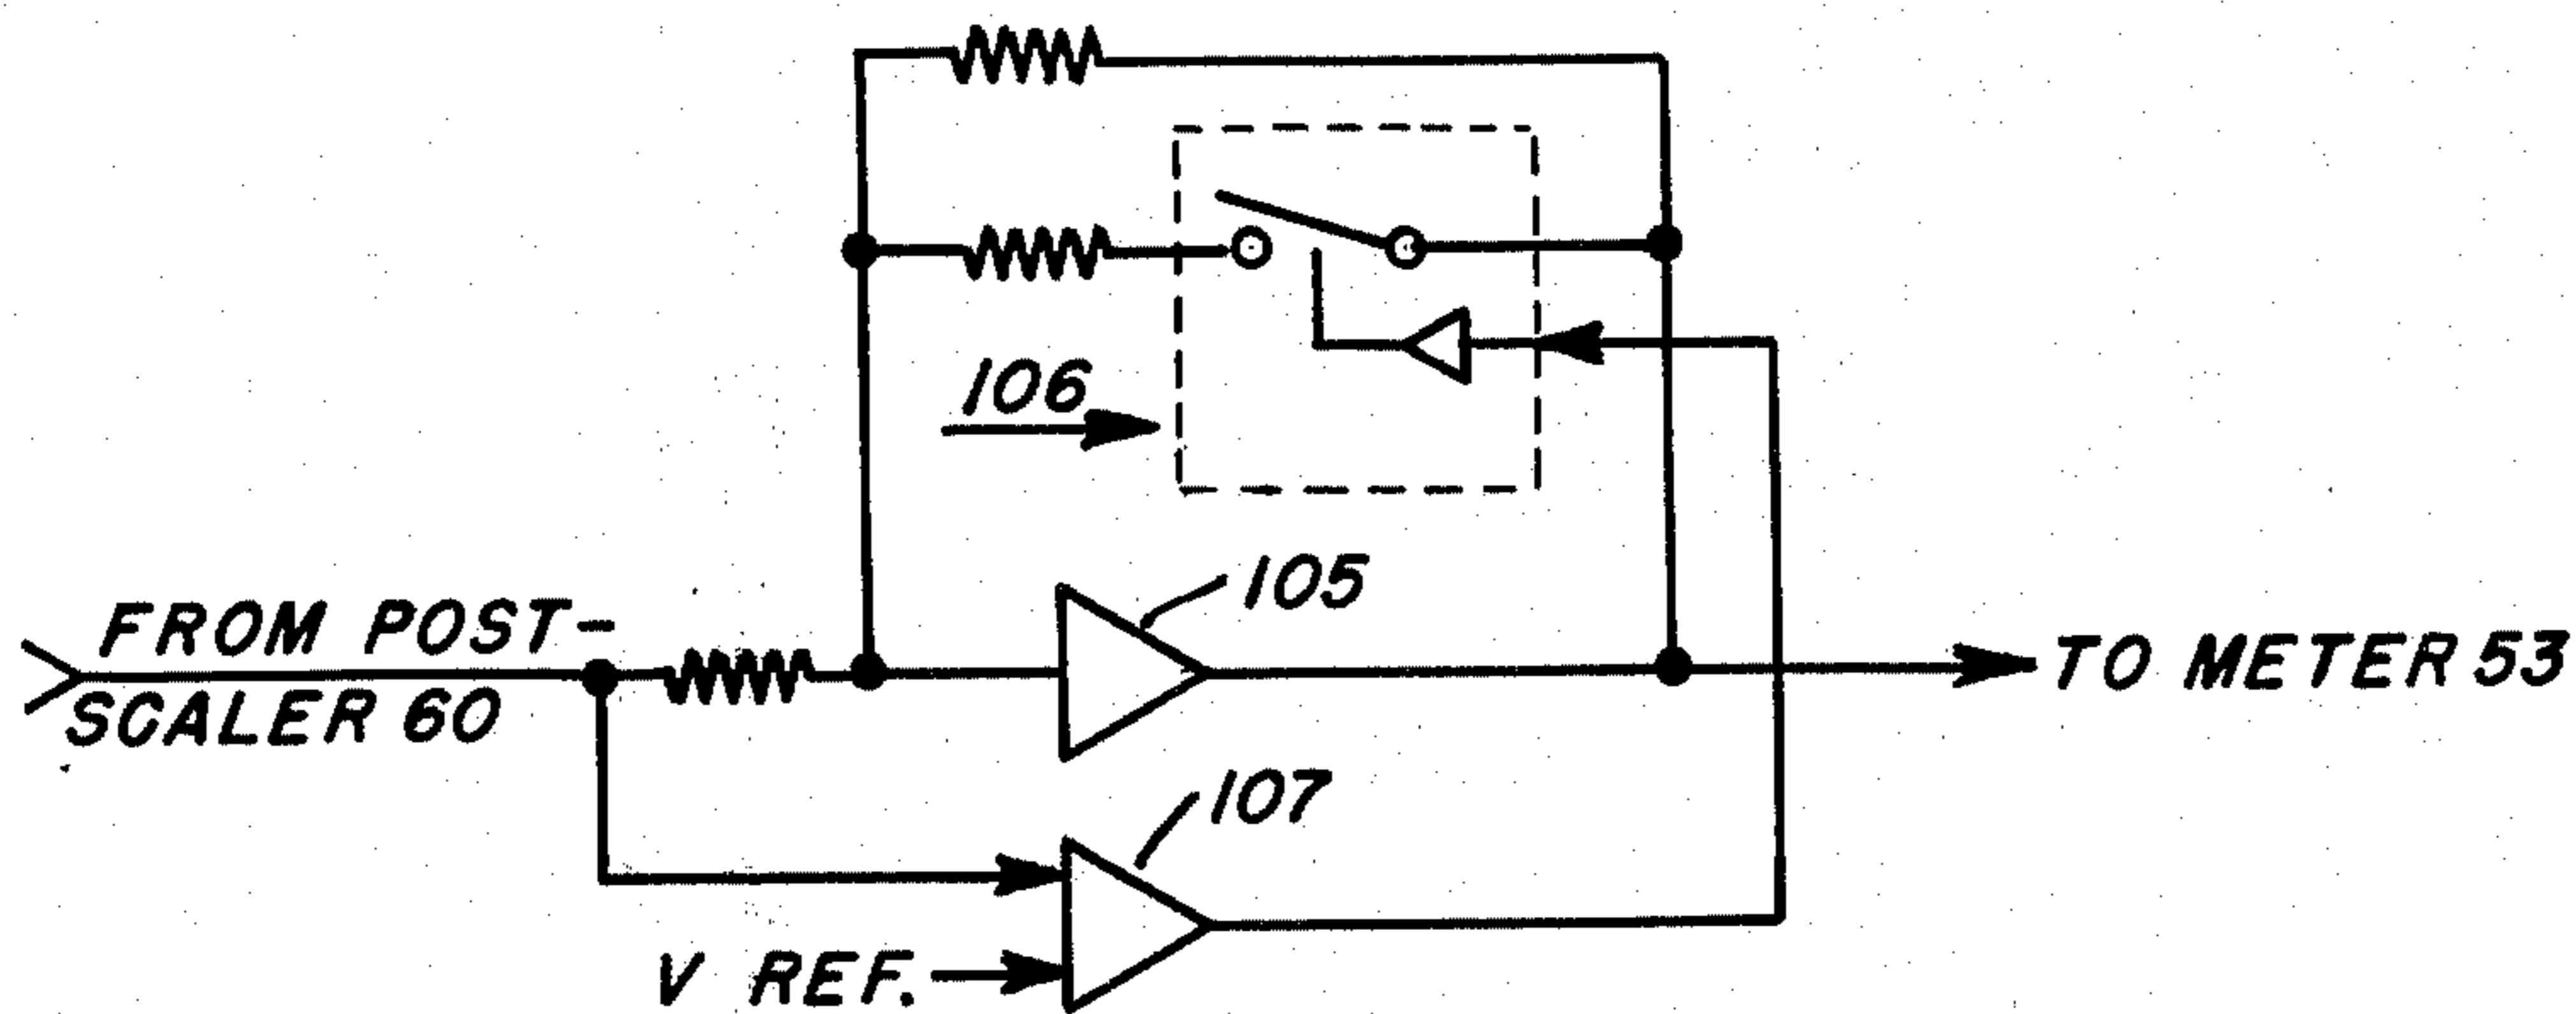 106
105
FROM POST-
SCALER 60
TO METER 53
107
V REF.